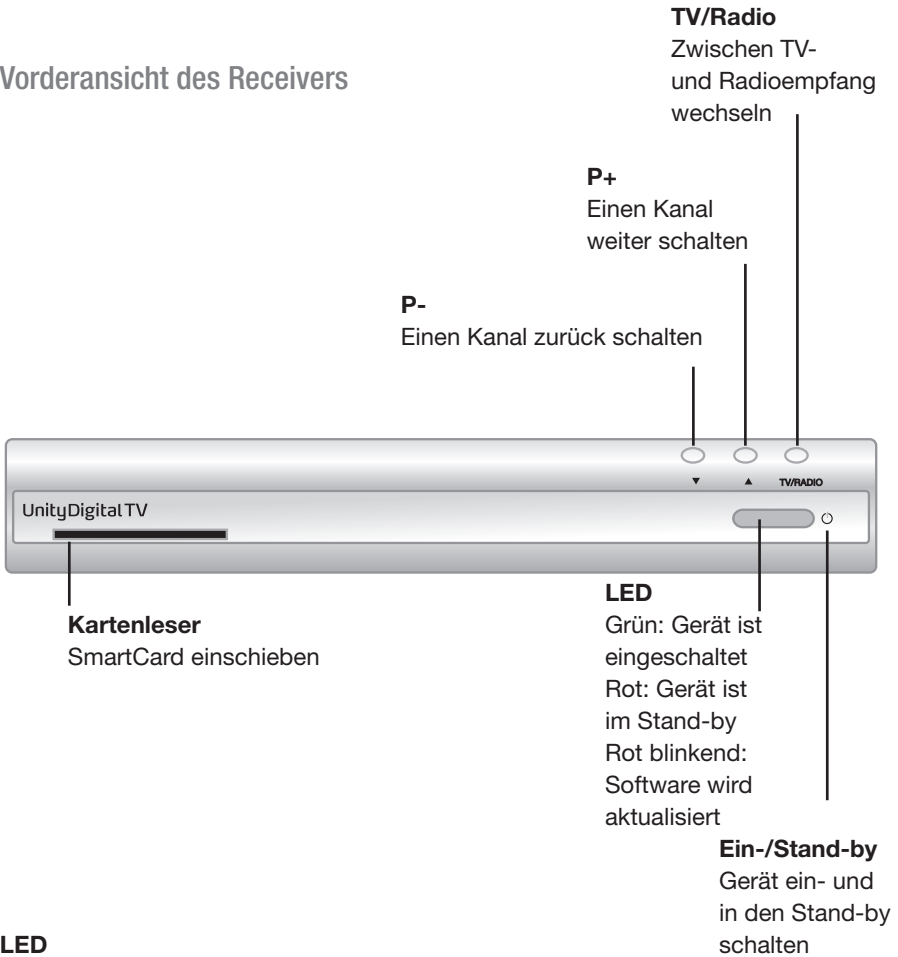 TV/Radio
Zwischen TV-
und Radioempfang
wechseln
Vorderansicht des Receivers
P+
Einen Kanal
weiter schalten
P-
Einen Kanal zurück schalten
▼ ▲ TV/RADIO
UnityDigitalTV
Kartenleser
SmartCard einschieben
LED
Grün: Gerät ist
eingeschaltet
Rot: Gerät ist
im Stand-by
Rot blinkend:
Software wird
aktualisiert
Ein-/Stand-by
Gerät ein- und
in den Stand-by
schalten
LED